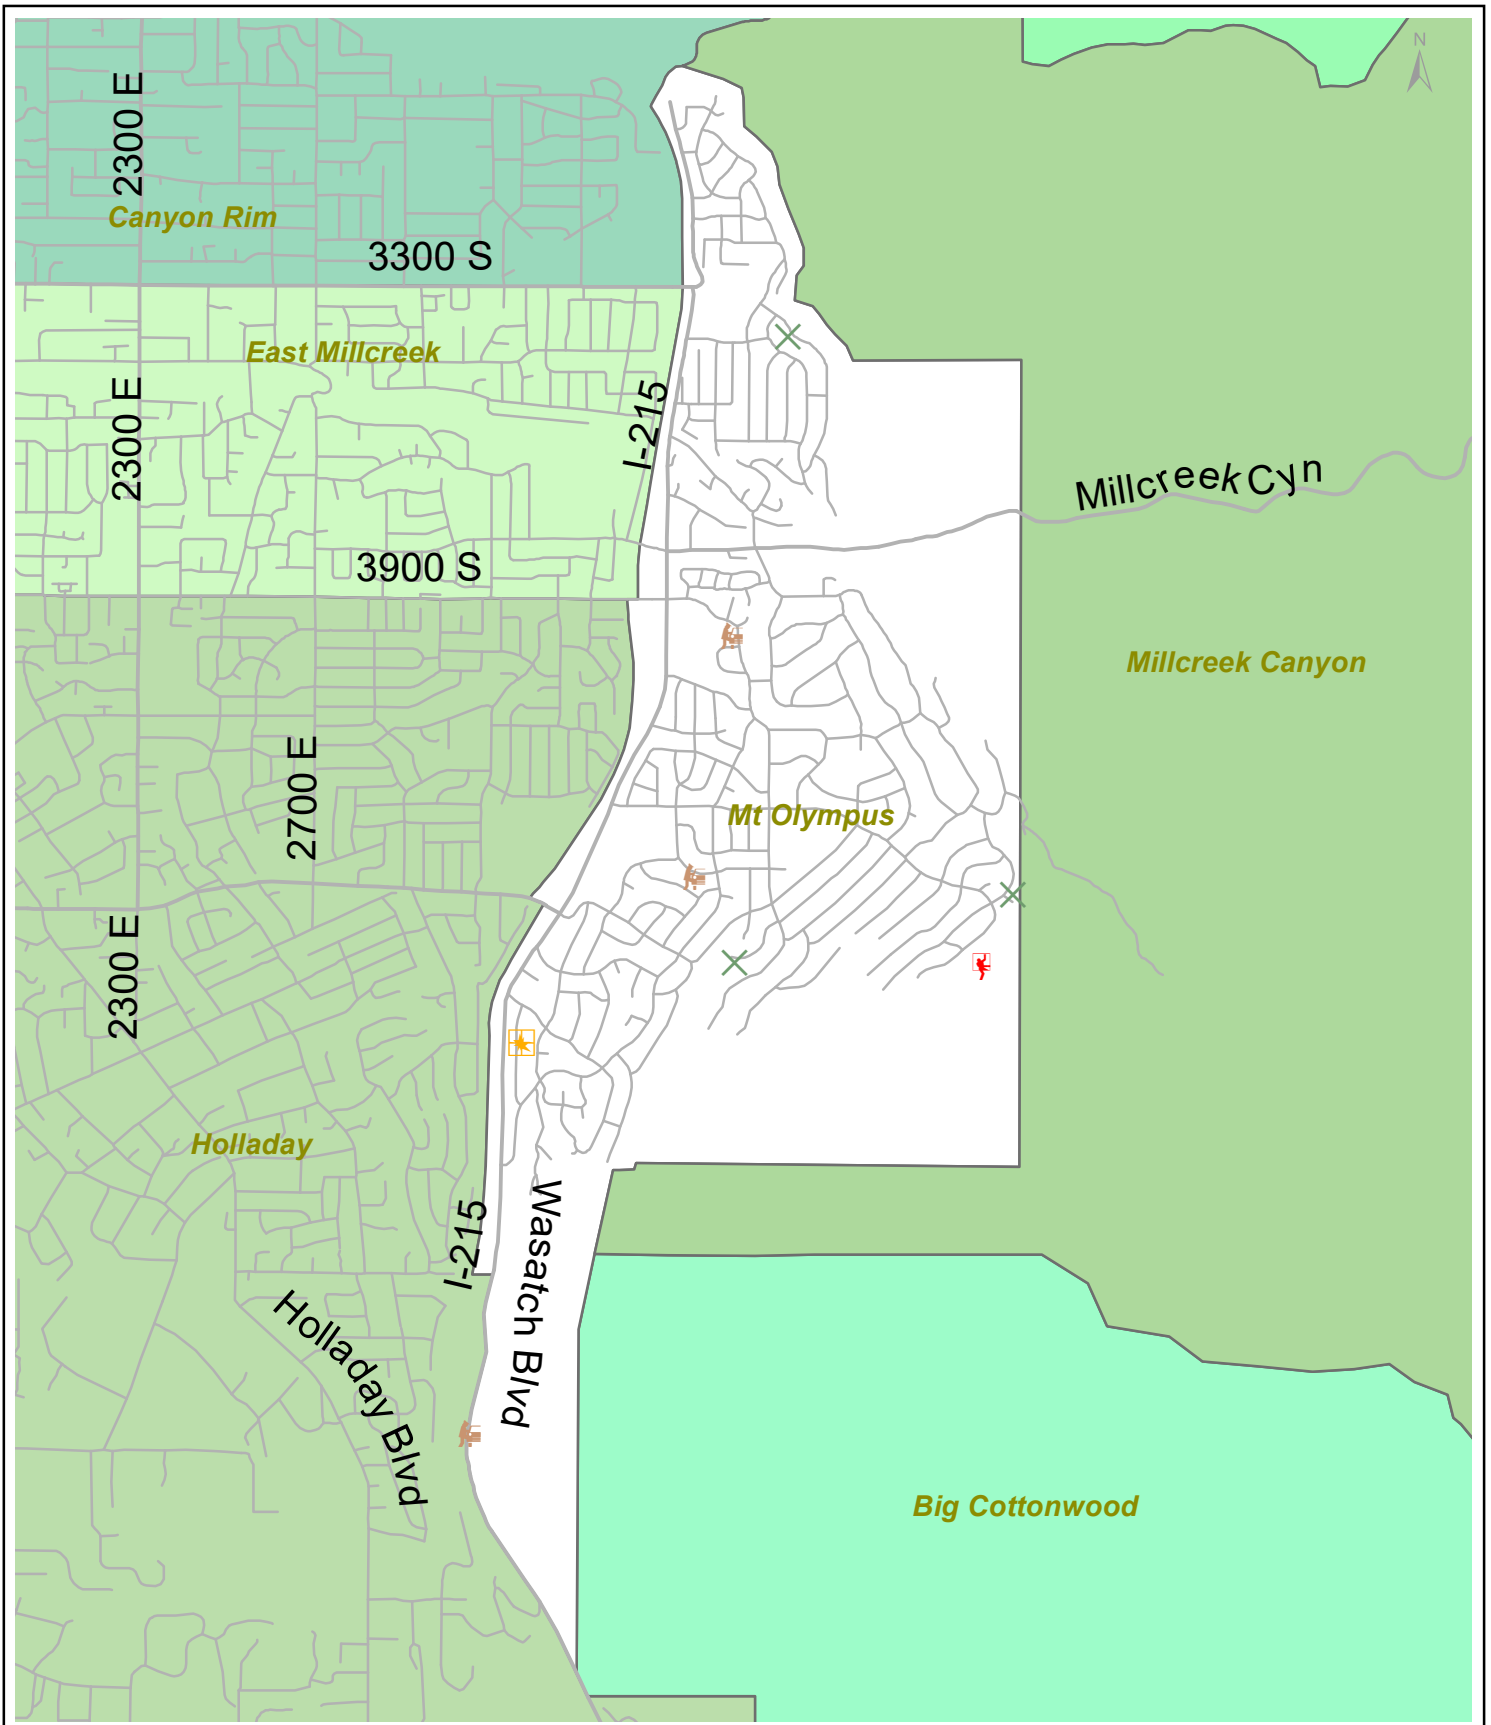 N
2300 E
Canyon Rim
3300 S
East Millcreek
2300 E
I-215
Millcreek Cyn
3900 S
Millcreek Canyon
2700 E
Mt Olympus
2300 E
Holladay
I-215
Wasatch Blvd
Holladay Blvd
Big Cottonwood